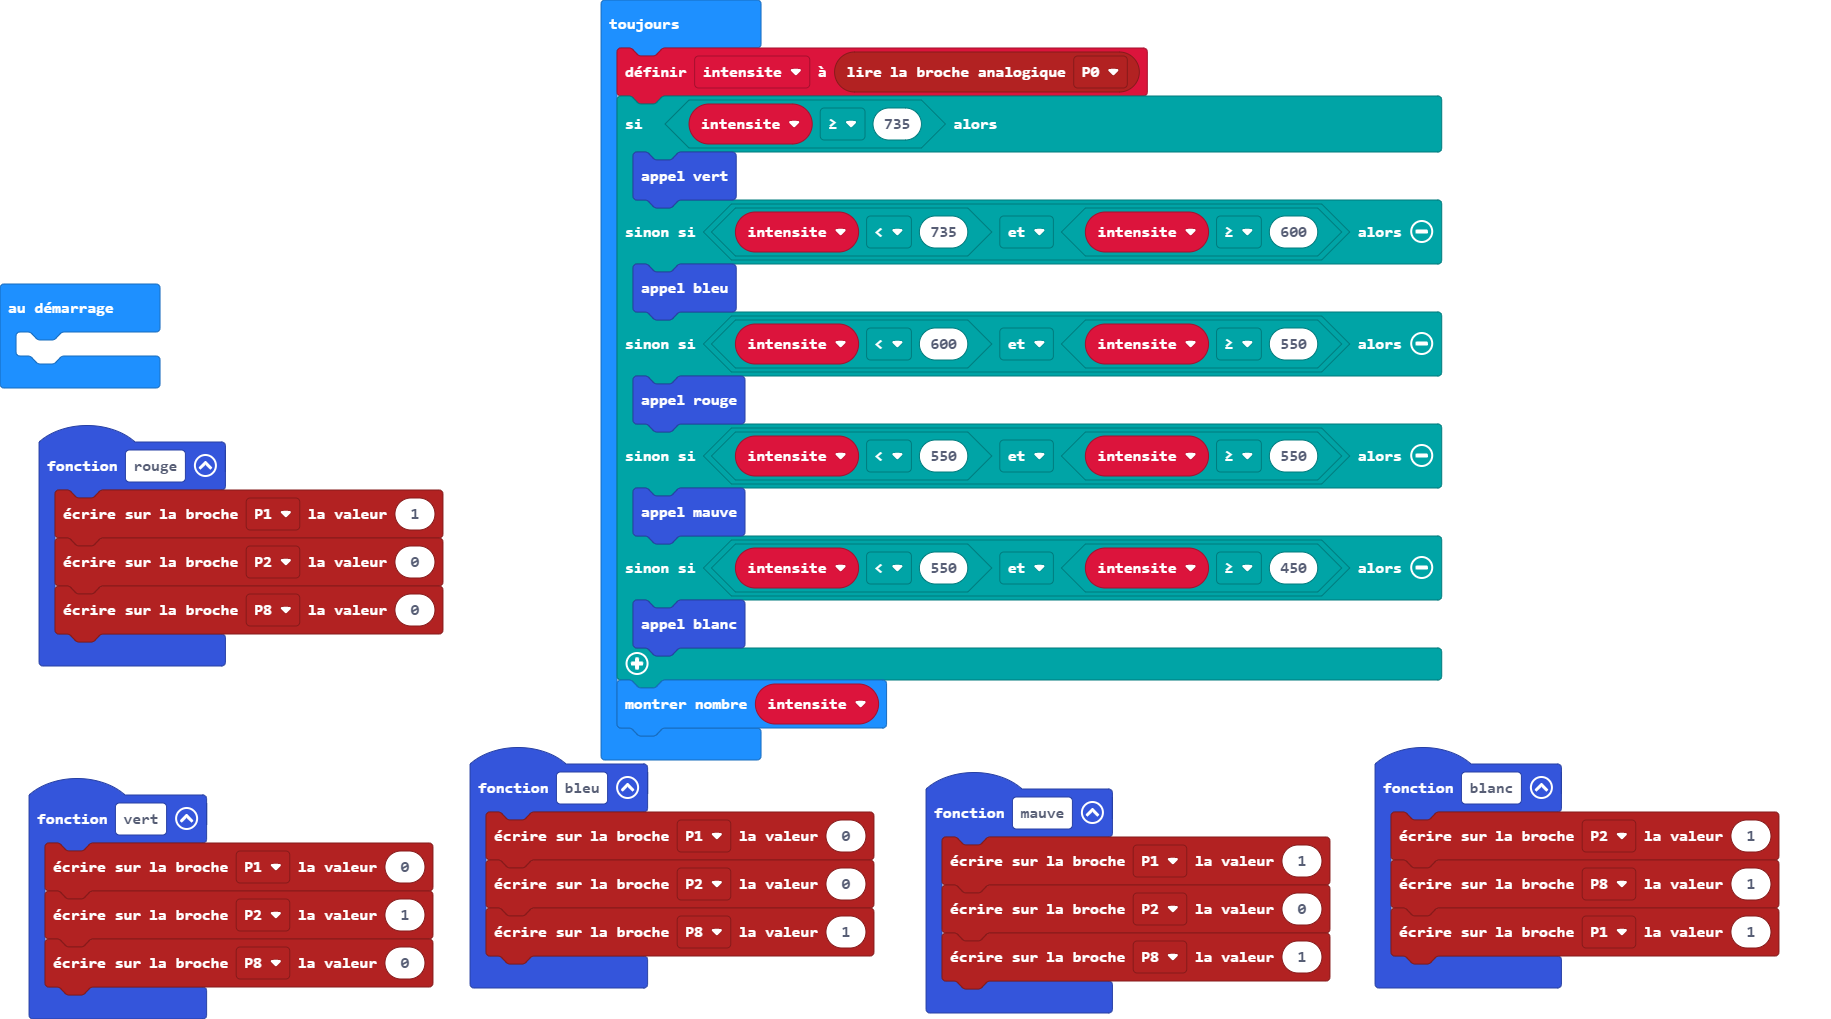 toujours
définir intensite à lire la broche analogique P0
si intensite ≥ 735 alors
appel vert
sinon si intensite < 735 et intensite ≥ 600 alors
appel bleu
sinon si intensite < 600 et intensite ≥ 550 alors
appel rouge
sinon si intensite < 550 et intensite ≥ 550 alors
appel mauve
sinon si intensite < 550 et intensite ≥ 450 alors
appel blanc
montrer nombre intensite
au démarrage
fonction rouge
écrire sur la broche P1 la valeur 1
écrire sur la broche P2 la valeur 0
écrire sur la broche P8 la valeur 0
fonction vert
écrire sur la broche P1 la valeur 0
écrire sur la broche P2 la valeur 1
écrire sur la broche P8 la valeur 0
fonction bleu
écrire sur la broche P1 la valeur 0
écrire sur la broche P2 la valeur 0
écrire sur la broche P8 la valeur 1
fonction mauve
écrire sur la broche P1 la valeur 1
écrire sur la broche P2 la valeur 0
écrire sur la broche P8 la valeur 1
fonction blanc
écrire sur la broche P2 la valeur 1
écrire sur la broche P8 la valeur 1
écrire sur la broche P1 la valeur 1